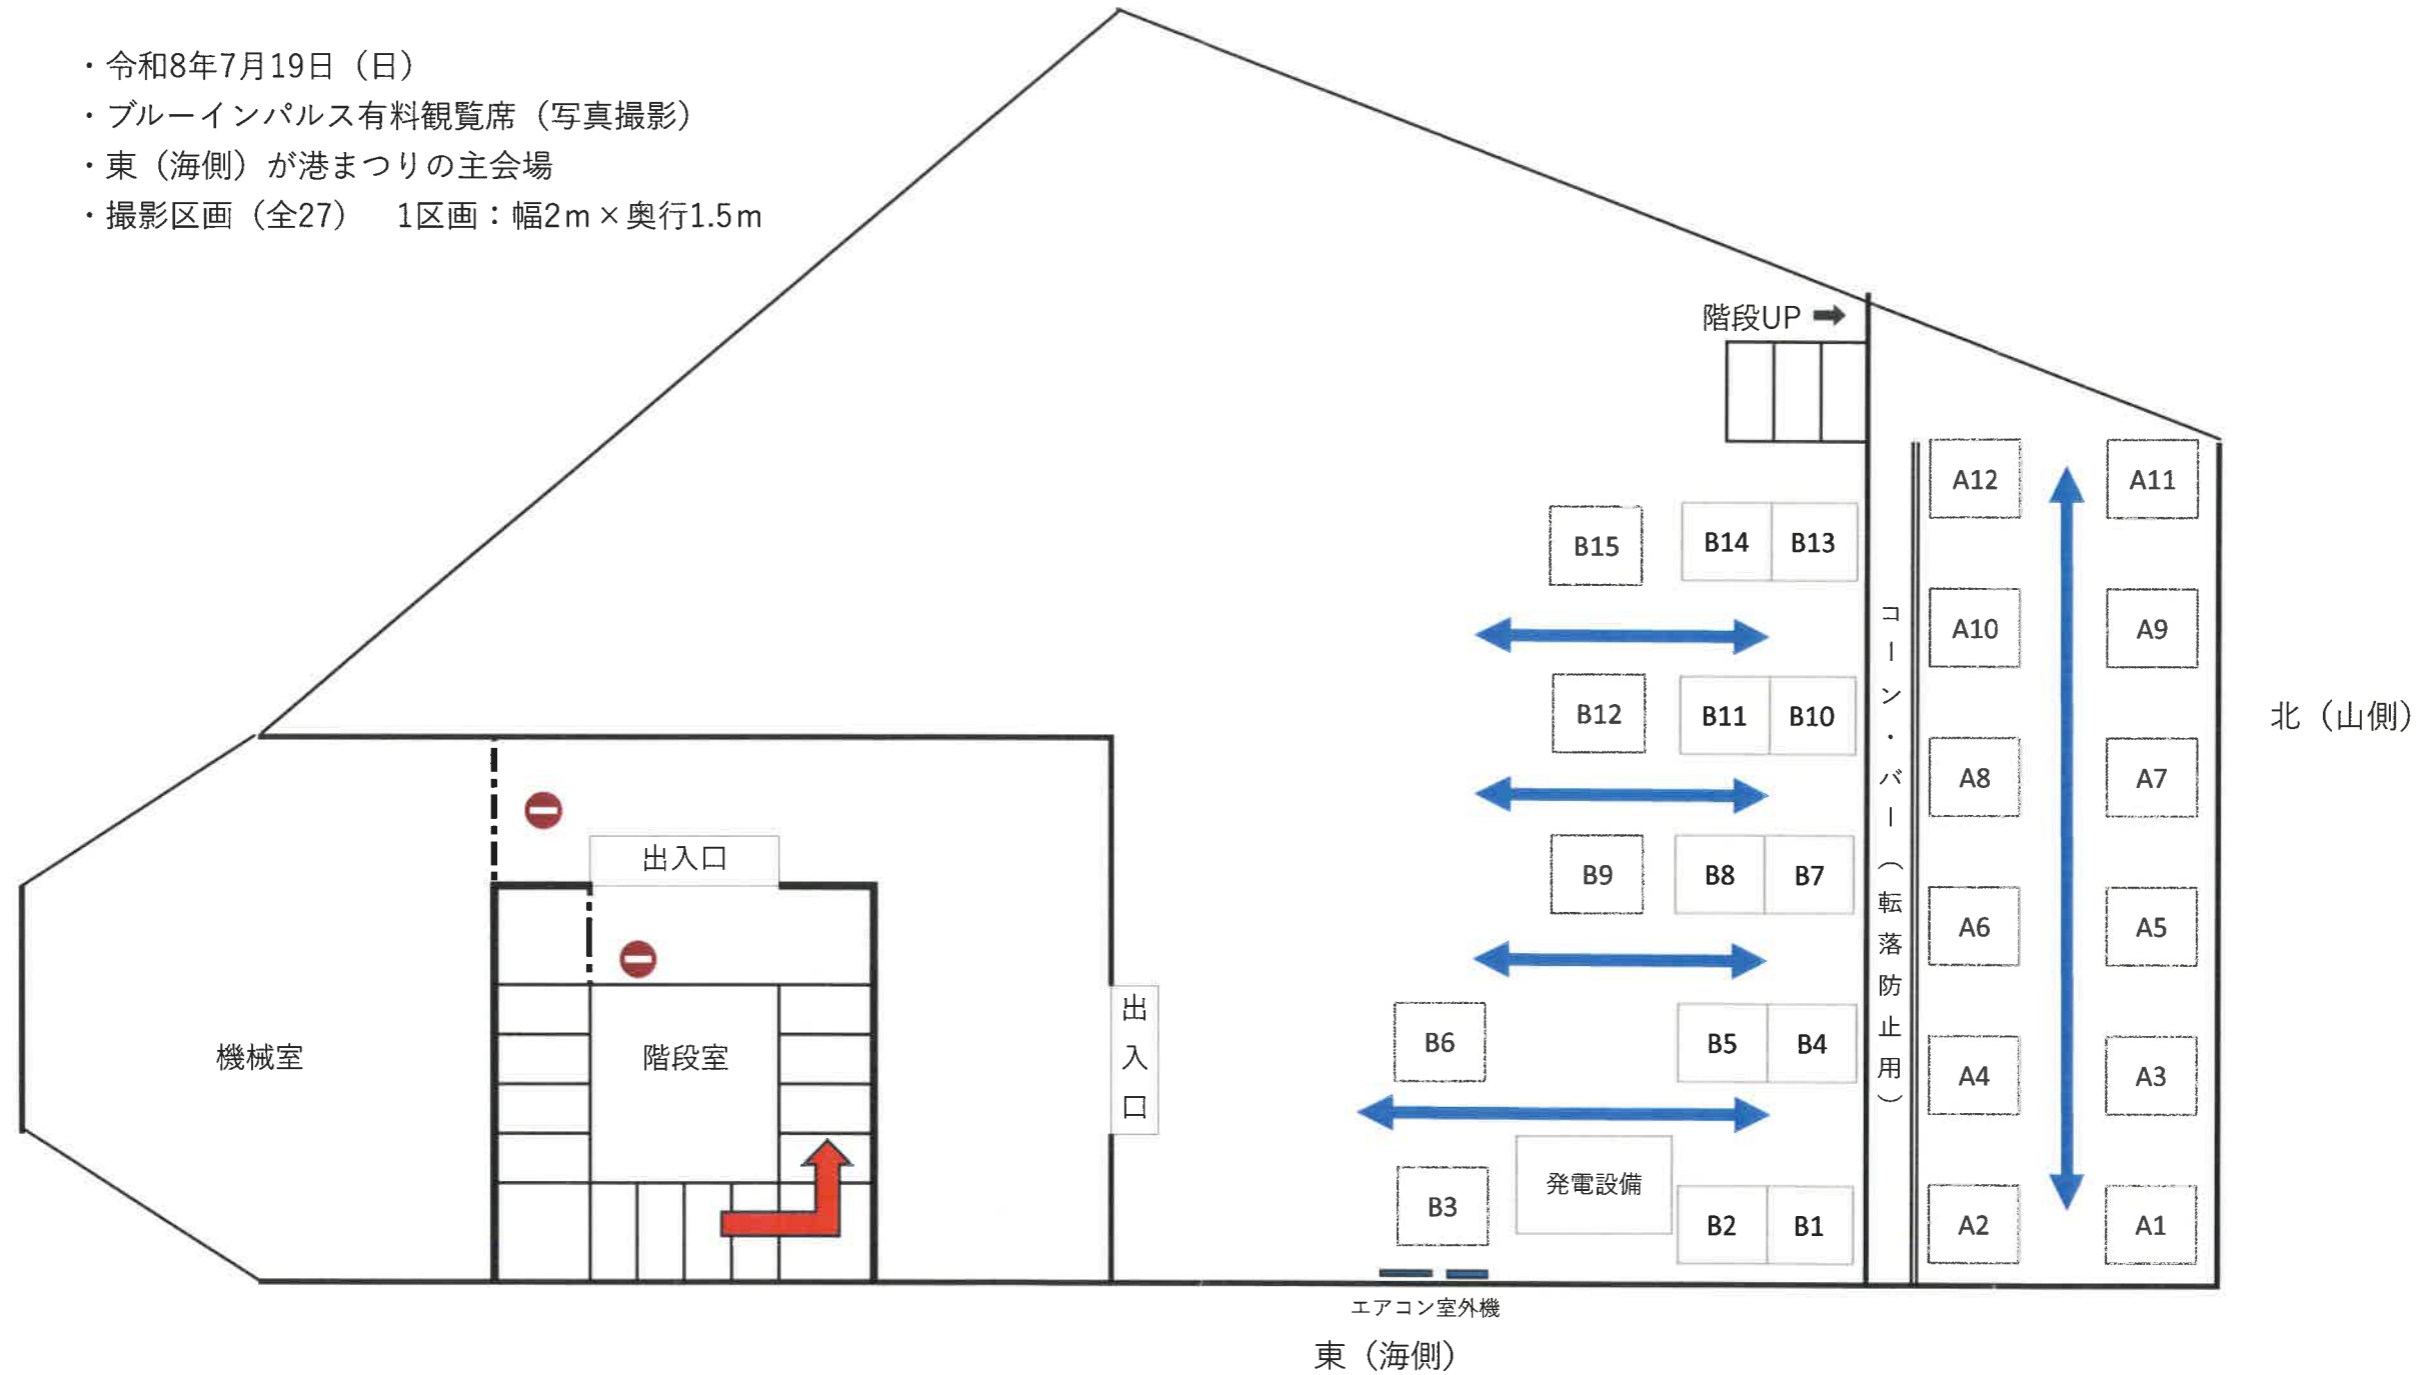 ・令和8年7月19日（日）
・ブルーインパルス有料観覧席（写真撮影）
・東（海側）が港まつりの主会場
・撮影区画（全27）　1区画：幅2ｍ×奥行1.5ｍ
階段UP
A12
A11
B15
B14
B13
コーン・バー（転落防止用）
A10
A9
B12
B11
B10
北（山側）
A8
A7
出入口
B9
B8
B7
A6
A5
機械室
階段室
出入口
B6
B5
B4
A4
A3
発電設備
B3
B2
B1
A2
A1
エアコン室外機
東（海側）